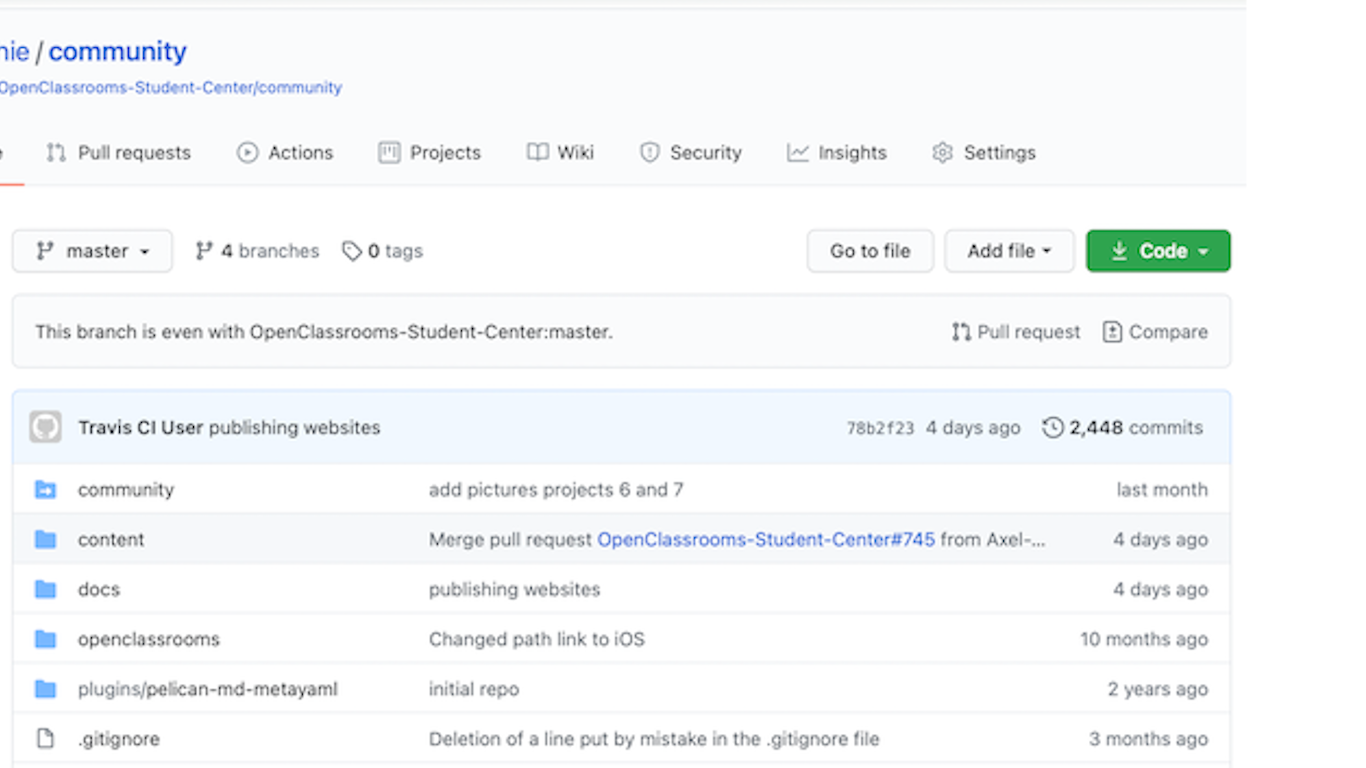 / community
OpenClassrooms-Student-Center/community
Pull requests Actions Projects Wiki Security Insights Settings
master 4 branches 0 tags Go to file Add file Code
This branch is even with OpenClassrooms-Student-Center:master. Pull request Compare
Travis CI User publishing websites 78b2f23 4 days ago 2,448 commits
community add pictures projects 6 and 7 last month
content Merge pull request OpenClassrooms-Student-Center#745 from Axel-... 4 days ago
docs publishing websites 4 days ago
openclassrooms Changed path link to iOS 10 months ago
plugins/pelican-md-metayaml initial repo 2 years ago
.gitignore Deletion of a line put by mistake in the .gitignore file 3 months ago